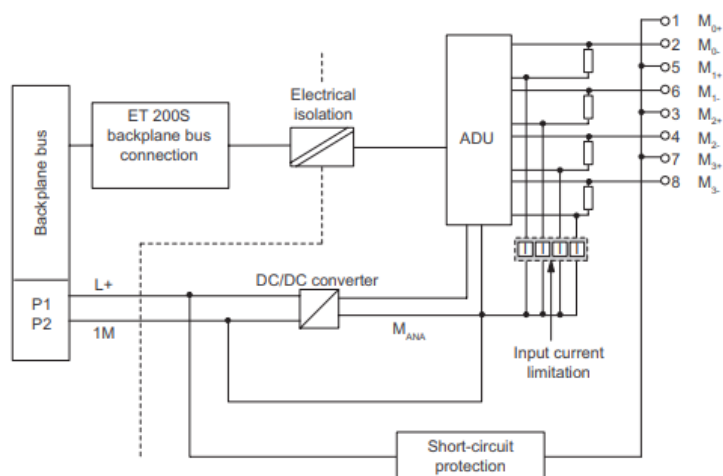 1 M0+
2 M0-
5 M1+
6 M1-
3 M2+
4 M2-
7 M3+
8 M3-
Backplane bus
ET 200S
backplane bus
connection
Electrical
isolation
ADU
P1
P2
L+
1M
DC/DC converter
MANA
I I I I
Input current
limitation
Short-circuit
protection